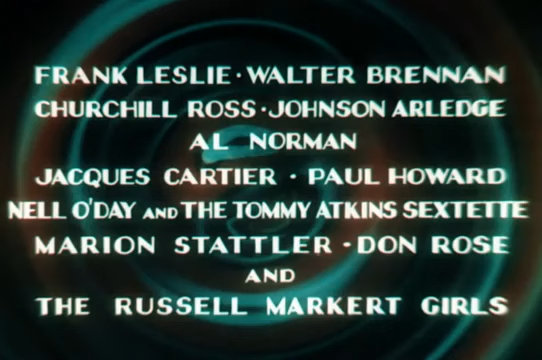 FRANK LESLIE · WALTER BRENNAN
CHURCHILL ROSS · JOHNSON ARLEDGE
AL NORMAN
JACQUES CARTIER · PAUL HOWARD
NELL O'DAY AND THE TOMMY ATKINS SEXTETTE
MARION STATTLER · DON ROSE
AND
THE RUSSELL MARKERT GIRLS